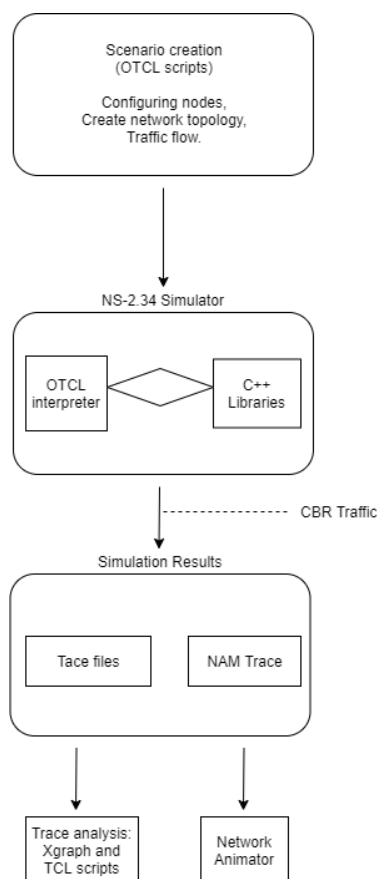 Scenario creation
(OTCL scripts)
Configuring nodes,
Create network topology,
Traffic flow.
NS-2.34 Simulator
OTCL
interpreter
C++
Libraries
CBR Traffic
Simulation Results
Tace files
NAM Trace
Trace analysis:
Xgraph and
TCL scripts
Network
Animator